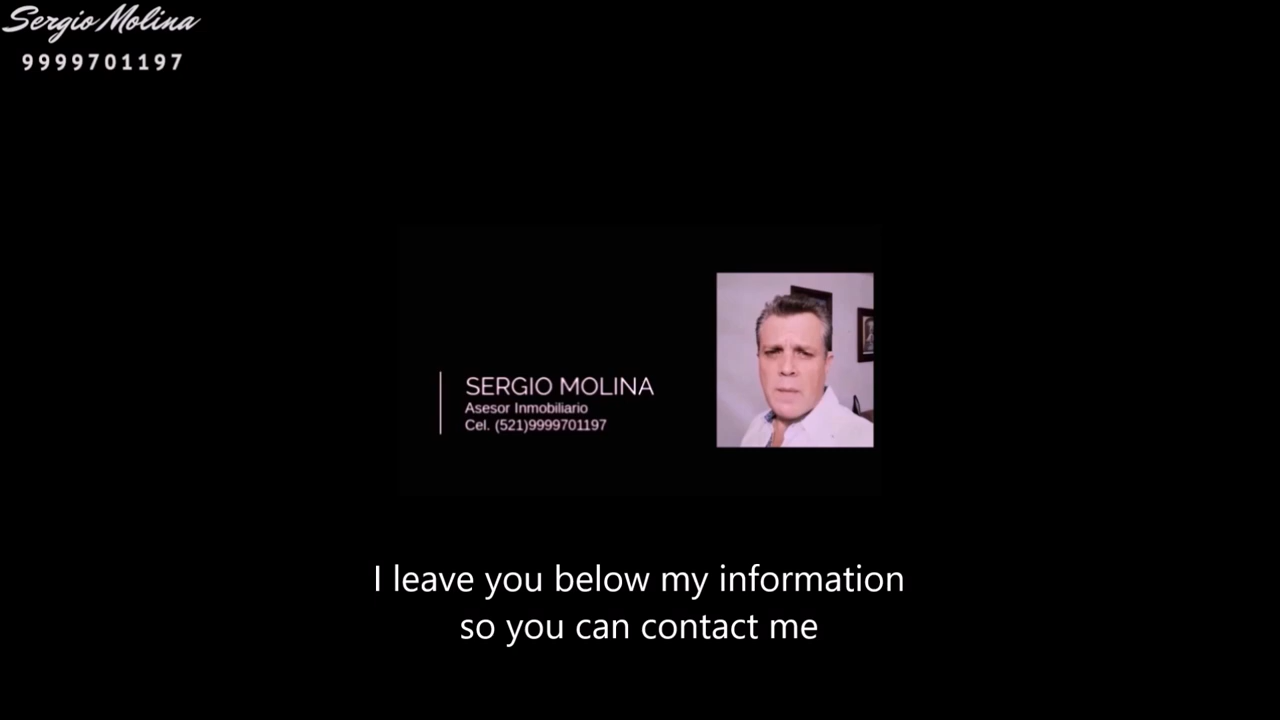 Sergio Molina
9999701197
SERGIO MOLINA
Asesor Inmobiliario
Cel. (521)9999701197
I leave you below my information
so you can contact me